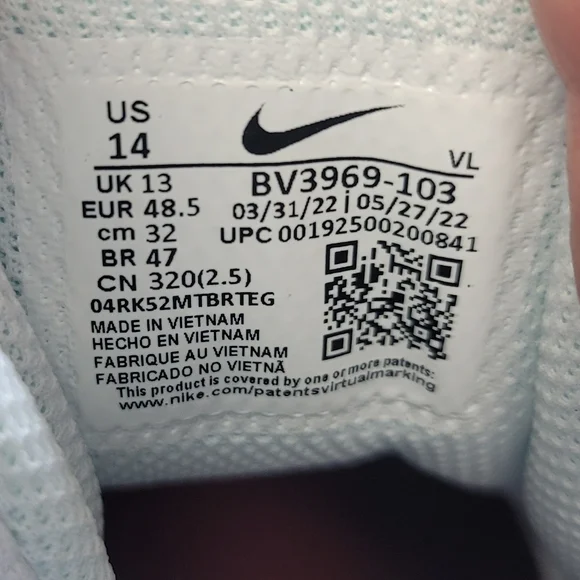 US
14
VL
UK 13
BV3969-103
EUR 48.5
03/31/22 | 05/27/22
cm 32
UPC 00192500200841
BR 47
CN 320(2.5)
04RK52MTBRTEG
MADE IN VIETNAM
HECHO EN VIETNAM
FABRIQUE AU VIETNAM
FABRICADO NO VIETNÃ
This product is covered by one or more patents:
www.nike.com/patentsvirtualmarking